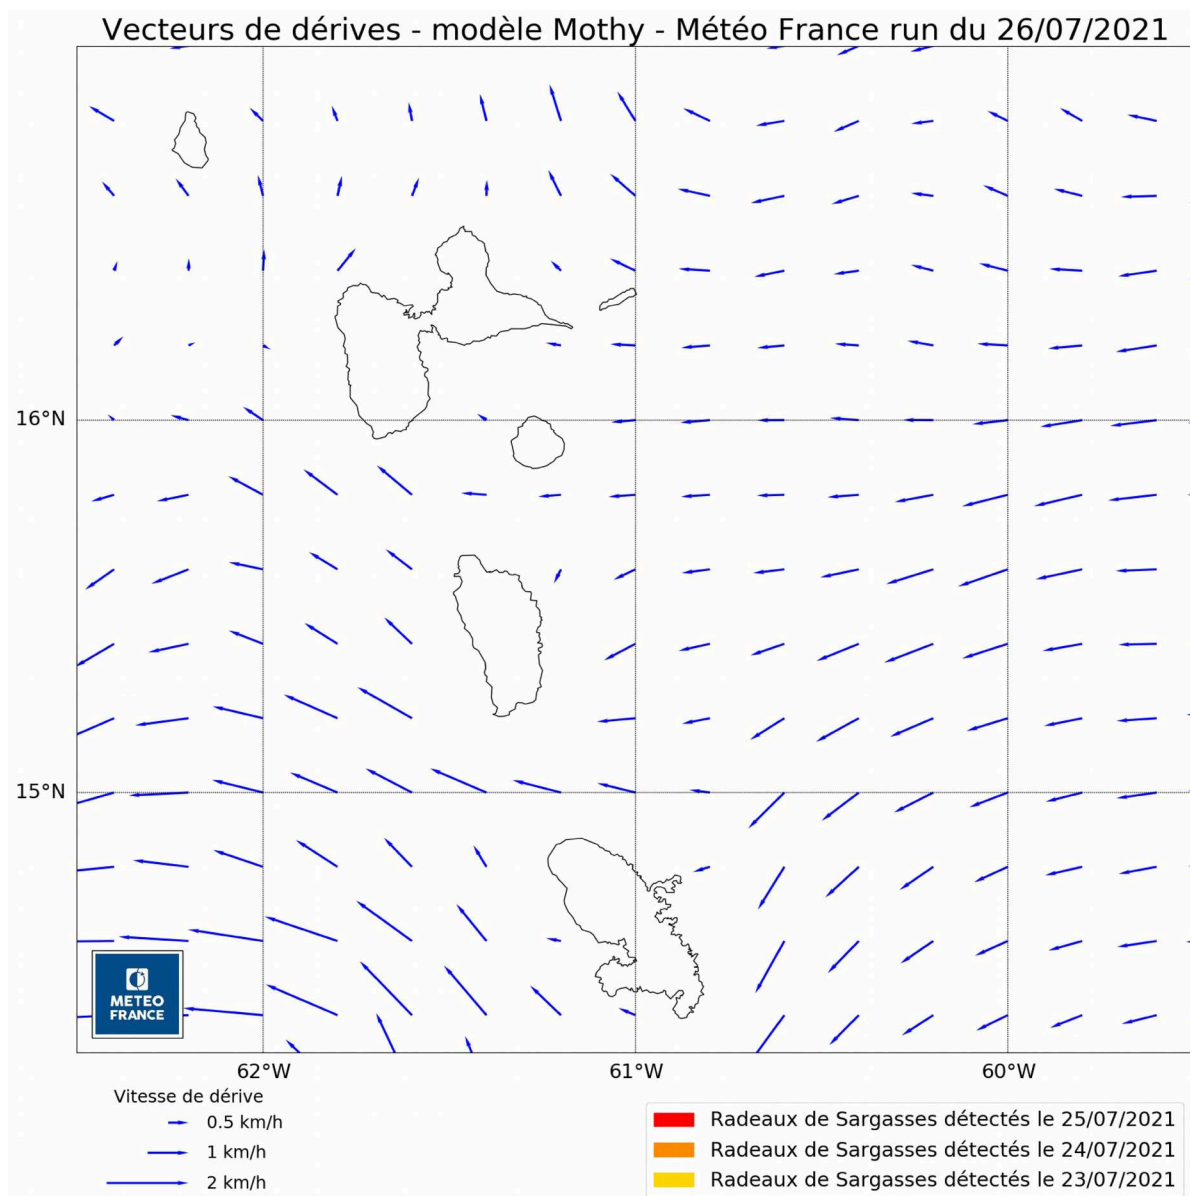 Vecteurs de dérives - modèle Mothy - Météo France run du 26/07/2021
16°N
15°N
METEO
FRANCE
62°W
61°W
60°W
Vitesse de dérive
0.5 km/h
1 km/h
2 km/h
Radeaux de Sargasses détectés le 25/07/2021
Radeaux de Sargasses détectés le 24/07/2021
Radeaux de Sargasses détectés le 23/07/2021